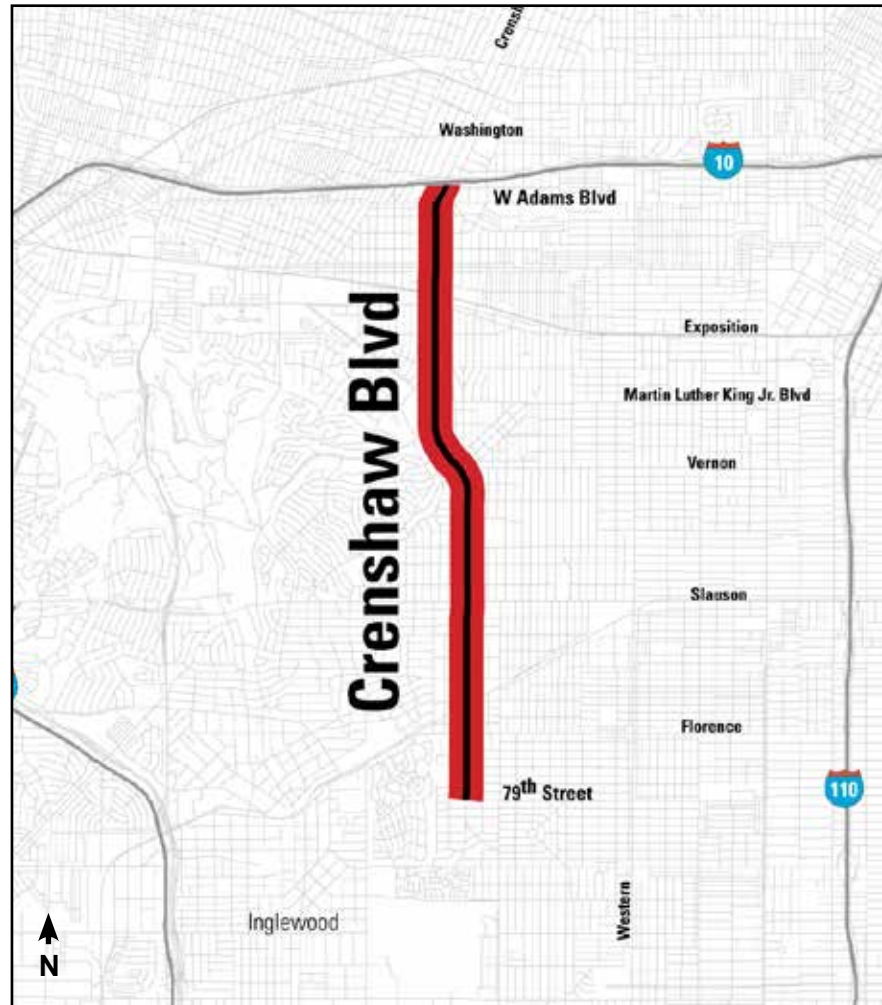 Crensh
Washington
10
W Adams Blvd
Exposition
Crenshaw Blvd
Martin Luther King Jr. Blvd
Vernon
Slauson
Florence
79th Street
110
Western
Inglewood
N